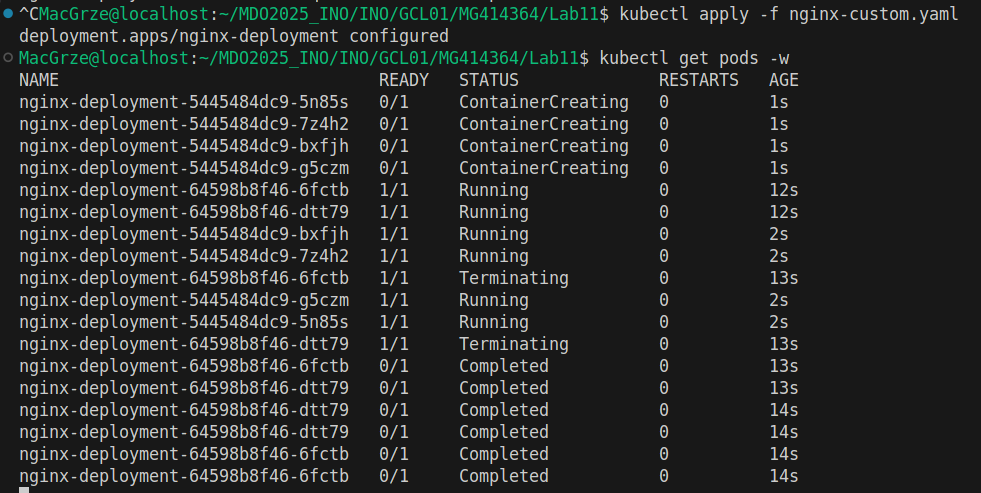 ^CMacGrze@localhost:~/MDO2025_INO/INO/GCL01/MG414364/Lab11$ kubectl apply -f nginx-custom.yaml
deployment.apps/nginx-deployment configured
MacGrze@localhost:~/MDO2025_INO/INO/GCL01/MG414364/Lab11$ kubectl get pods -w
NAME                                READY   STATUS              RESTARTS   AGE
nginx-deployment-5445484dc9-5n85s   0/1     ContainerCreating   0          1s
nginx-deployment-5445484dc9-7z4h2   0/1     ContainerCreating   0          1s
nginx-deployment-5445484dc9-bxfjh   0/1     ContainerCreating   0          1s
nginx-deployment-5445484dc9-g5czm   0/1     ContainerCreating   0          1s
nginx-deployment-64598b8f46-6fctb   1/1     Running             0          12s
nginx-deployment-64598b8f46-dtt79   1/1     Running             0          12s
nginx-deployment-5445484dc9-bxfjh   1/1     Running             0          2s
nginx-deployment-5445484dc9-7z4h2   1/1     Running             0          2s
nginx-deployment-64598b8f46-6fctb   1/1     Terminating         0          13s
nginx-deployment-5445484dc9-g5czm   1/1     Running             0          2s
nginx-deployment-5445484dc9-5n85s   1/1     Running             0          2s
nginx-deployment-64598b8f46-dtt79   1/1     Terminating         0          13s
nginx-deployment-64598b8f46-6fctb   0/1     Completed           0          13s
nginx-deployment-64598b8f46-dtt79   0/1     Completed           0          13s
nginx-deployment-64598b8f46-dtt79   0/1     Completed           0          14s
nginx-deployment-64598b8f46-dtt79   0/1     Completed           0          14s
nginx-deployment-64598b8f46-6fctb   0/1     Completed           0          14s
nginx-deployment-64598b8f46-6fctb   0/1     Completed           0          14s